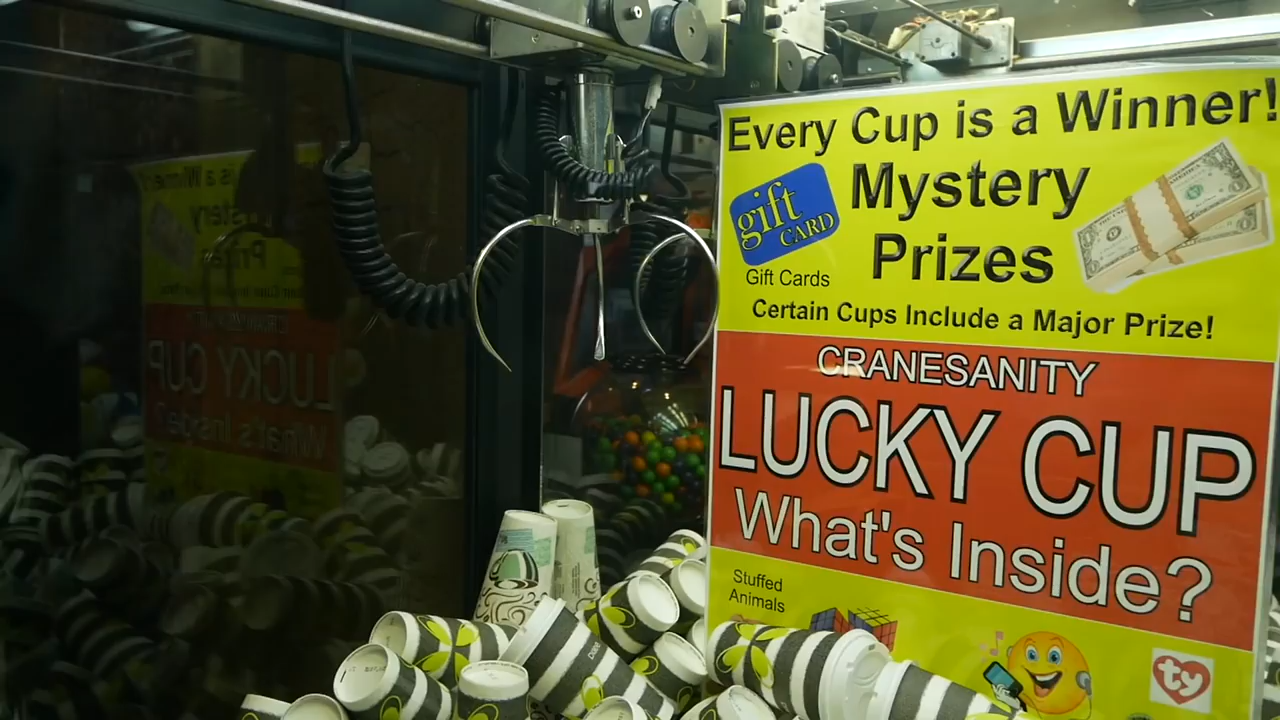 Every Cup is a Winner!
gift
CARD
Mystery
Prizes
Gift Cards
Certain Cups Include a Major Prize!
CRANESANITY
LUCKY CUP
What's Inside?
Stuffed
Animals
ty